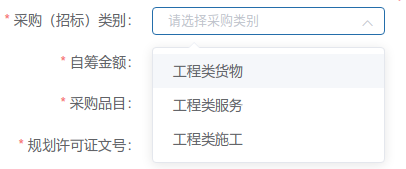 * 采购（招标）类别： 请选择采购类别
* 自筹金额：
工程类货物
* 采购品目：
工程类服务
工程类施工
* 规划许可证文号：